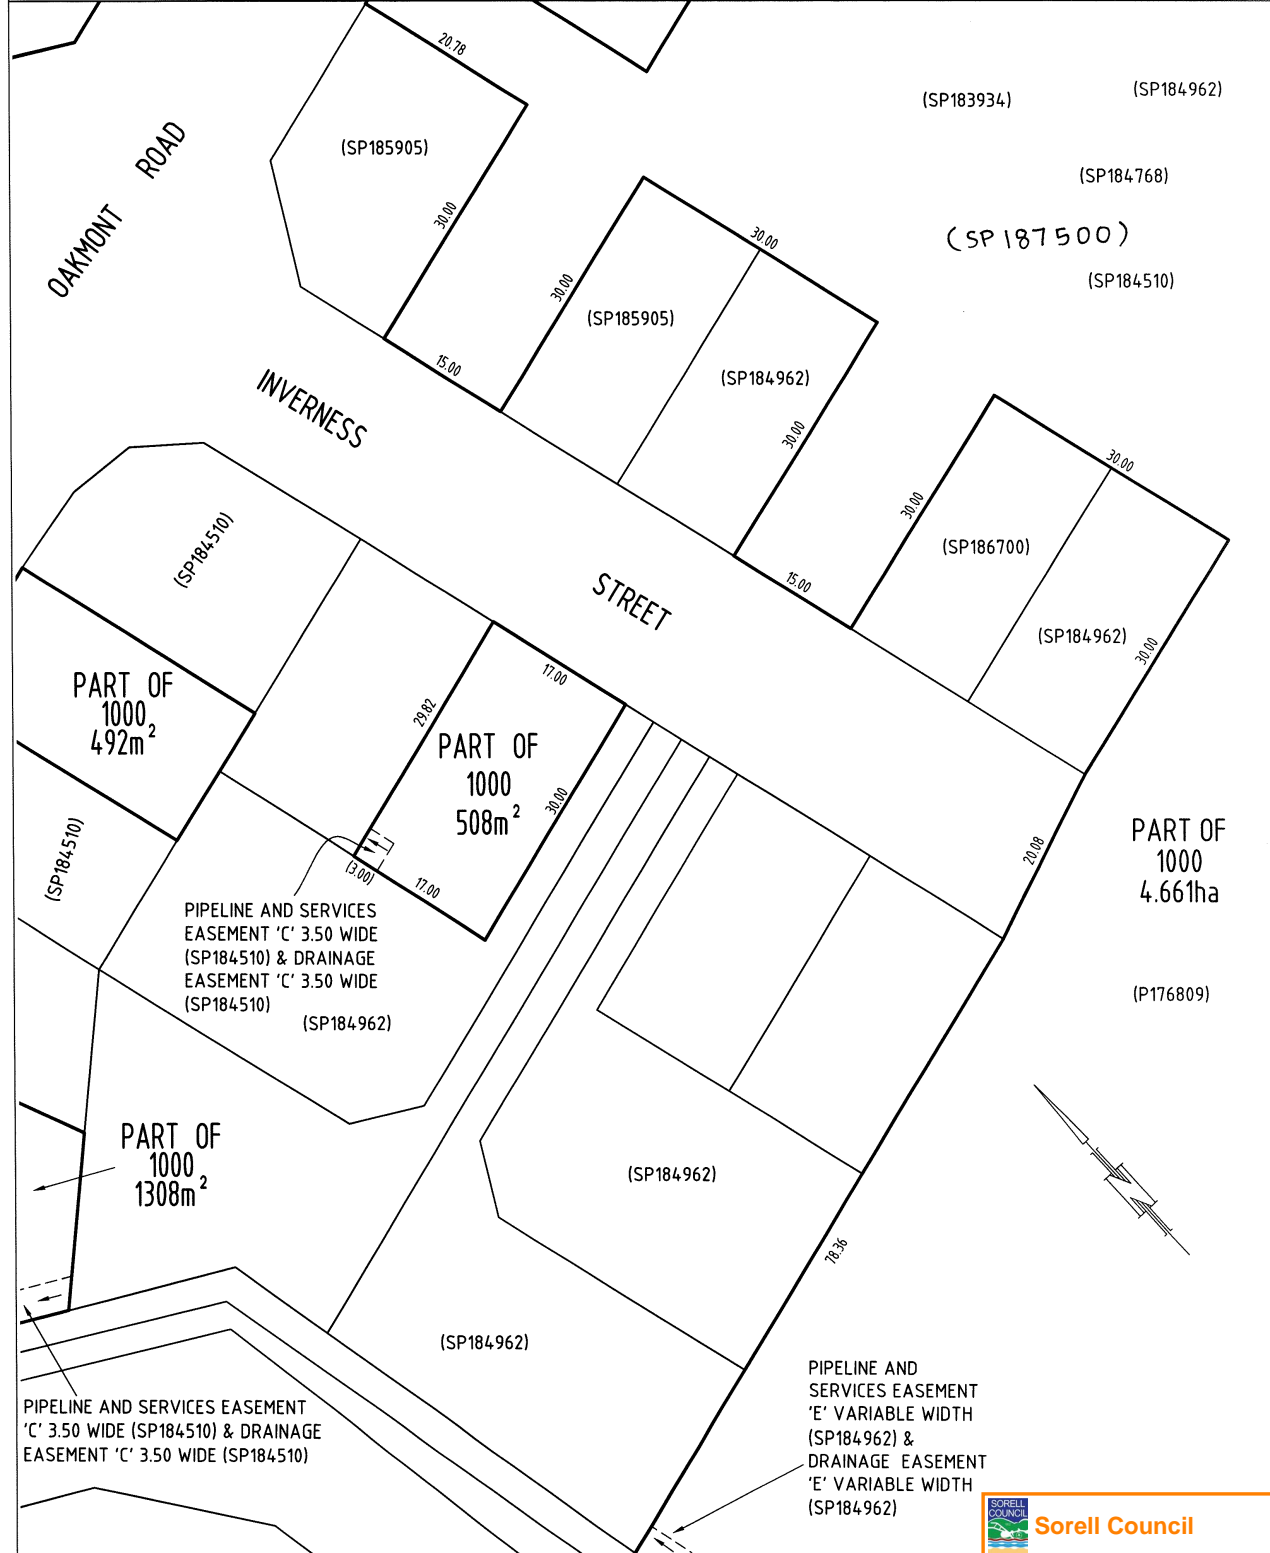 20.78
(SP183934)
(SP184962)
OAKMONT ROAD
(SP185905)
(SP184768)
30.00
30.00
(SP187500)
(SP184510)
30.00
(SP185905)
15.00
(SP184962)
INVERNESS
30.00
30.00
30.00
(SP184510)
(SP186700)
15.00
STREET
(SP184962)
30.00
17.00
PART OF
1000
492m²
29.82
PART OF
1000
508m²
30.00
PART OF
1000
4.661ha
20.08
(SP184510)
(3.00)
17.00
PIPELINE AND SERVICES
EASEMENT 'C' 3.50 WIDE
(SP184510) & DRAINAGE
EASEMENT 'C' 3.50 WIDE
(SP184510)
(SP184962)
(P176809)
PART OF
1000
1308m²
(SP184962)
N
78.36
(SP184962)
PIPELINE AND SERVICES EASEMENT
'C' 3.50 WIDE (SP184510) & DRAINAGE
EASEMENT 'C' 3.50 WIDE (SP184510)
PIPELINE AND
SERVICES EASEMENT
'E' VARIABLE WIDTH
(SP184962) &
DRAINAGE EASEMENT
'E' VARIABLE WIDTH
(SP184962)
SORELL
COUNCIL
Sorell Council